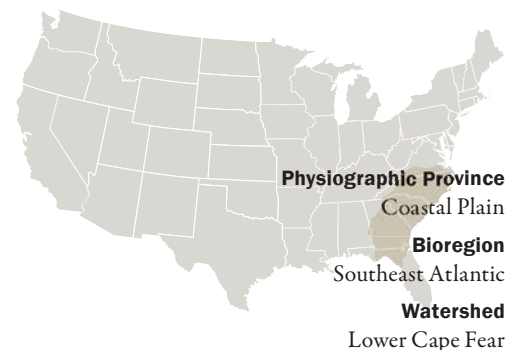 Physiographic Province
Coastal Plain
Bioregion
Southeast Atlantic
Watershed
Lower Cape Fear